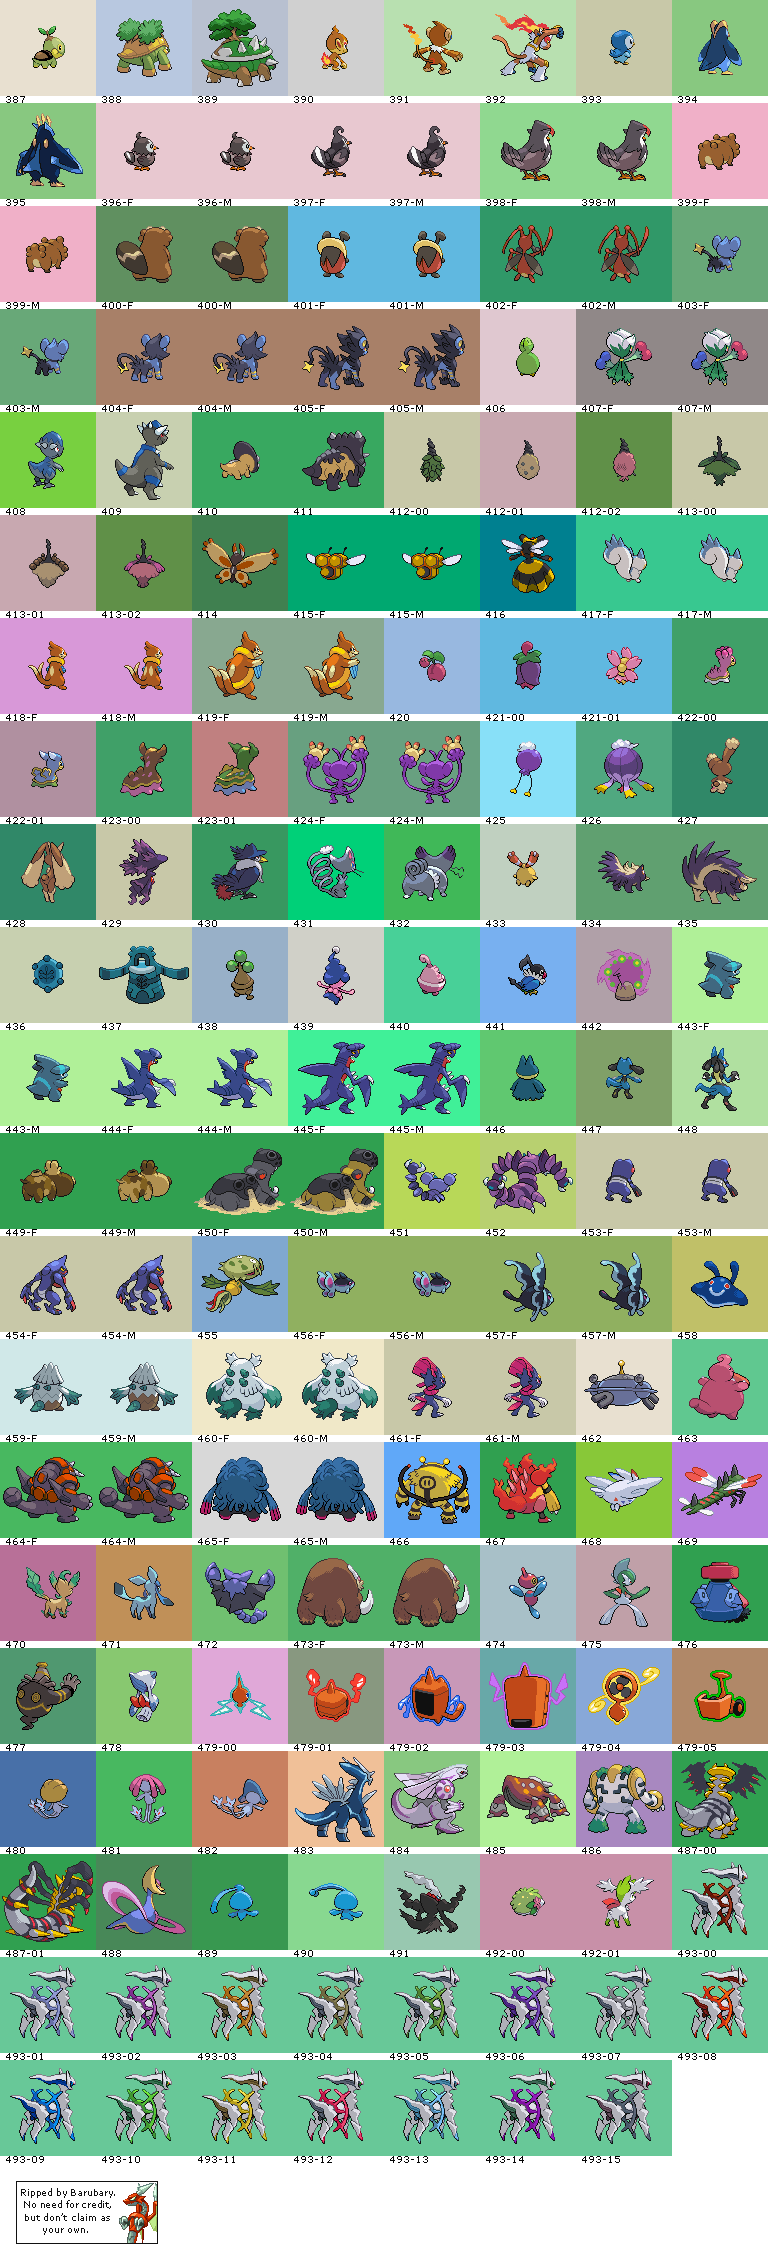 387 388 389 390 391 392 393 394
395 396-F 396-M 397-F 397-M 398-F 398-M 399-F
399-M 400-F 400-M 401-F 401-M 402-F 402-M 403-F
403-M 404-F 404-M 405-F 405-M 406 407-F 407-M
408 409 410 411 412-00 412-01 412-02 413-00
413-01 413-02 414 415-F 415-M 416 417-F 417-M
418-F 418-M 419-F 419-M 420 421-00 421-01 422-00
422-01 423-00 423-01 424-F 424-M 425 426 427
428 429 430 431 432 433 434 435
436 437 438 439 440 441 442 443-F
443-M 444-F 444-M 445-F 445-M 446 447 448
449-F 449-M 450-F 450-M 451 452 453-F 453-M
454-F 454-M 455 456-F 456-M 457-F 457-M 458
459-F 459-M 460-F 460-M 461-F 461-M 462 463
464-F 464-M 465-F 465-M 466 467 468 469
470 471 472 473-F 473-M 474 475 476
477 478 479-00 479-01 479-02 479-03 479-04 479-05
480 481 482 483 484 485 486 487-00
487-01 488 489 490 491 492-00 492-01 493-00
493-01 493-02 493-03 493-04 493-05 493-06 493-07 493-08
493-09 493-10 493-11 493-12 493-13 493-14 493-15
Ripped by Barubary.
No need for credit,
but don't claim as
your own.